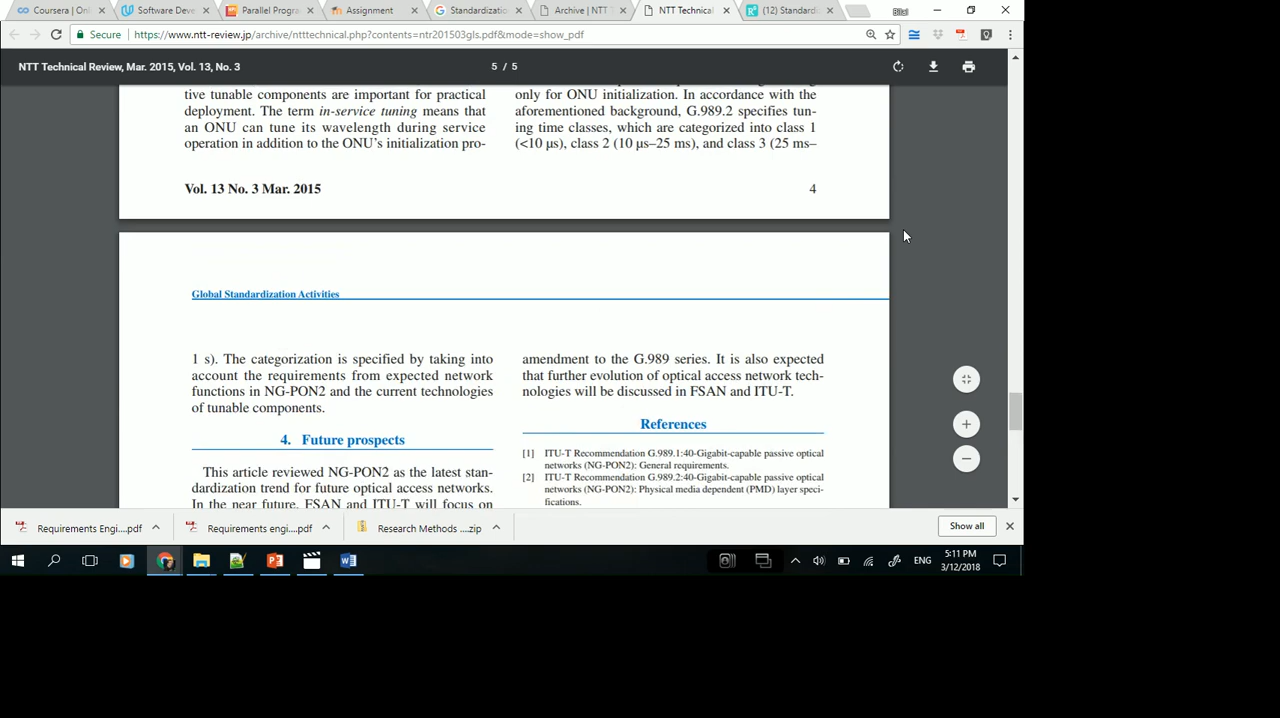 Coursera | Onl
Software Deve
Parallel Progra
Assignment
Standardizatio
Archive | NTT
NTT Technical
(12) Standardi
Bilal
Secure
https://www.ntt-review.jp/archive/ntttechnical.php?contents=ntr201503gls.pdf&mode=show_pdf
NTT Technical Review, Mar. 2015, Vol. 13, No. 3
5 / 5
tive tunable components are important for practical
deployment. The term in-service tuning means that
an ONU can tune its wavelength during service
operation in addition to the ONU's initialization pro-
only for ONU initialization. In accordance with the
aforementioned background, G.989.2 specifies tun-
ing time classes, which are categorized into class 1
(<10 μs), class 2 (10 μs–25 ms), and class 3 (25 ms–
Vol. 13 No. 3 Mar. 2015
4
Global Standardization Activities
1 s). The categorization is specified by taking into
account the requirements from expected network
functions in NG-PON2 and the current technologies
of tunable components.
4. Future prospects
This article reviewed NG-PON2 as the latest stan-
dardization trend for future optical access networks.
In the near future, FSAN and ITU-T will focus on
amendment to the G.989 series. It is also expected
that further evolution of optical access network tech-
nologies will be discussed in FSAN and ITU-T.
References
[1] ITU-T Recommendation G.989.1:40-Gigabit-capable passive optical
networks (NG-PON2): General requirements.
[2] ITU-T Recommendation G.989.2:40-Gigabit-capable passive optical
networks (NG-PON2): Physical media dependent (PMD) layer speci-
fications.
Requirements Engi....pdf
Requirements engi....pdf
Research Methods ....zip
Show all
ENG
5:11 PM
3/12/2018